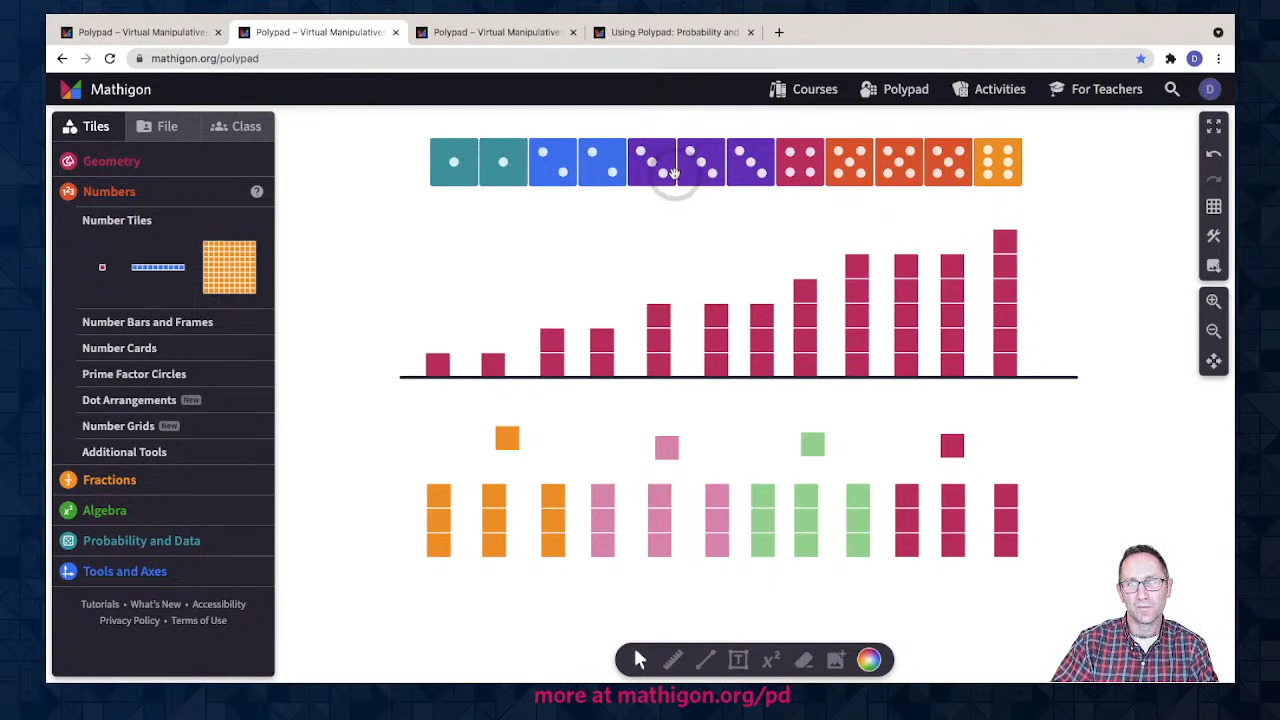 Polypad – Virtual Manipulatives
Polypad – Virtual Manipulatives
Polypad – Virtual Manipulatives
Using Polypad: Probability and
mathigon.org/polypad
D
Mathigon
Courses
Polypad
Activities
For Teachers
D
Tiles
File
Class
Geometry
Numbers
?
Number Tiles
Number Bars and Frames
Number Cards
Prime Factor Circles
Dot Arrangements New
Number Grids New
Additional Tools
Fractions
Algebra
Probability and Data
Tools and Axes
Tutorials • What's New • Accessibility
Privacy Policy • Terms of Use
more at mathigon.org/pd